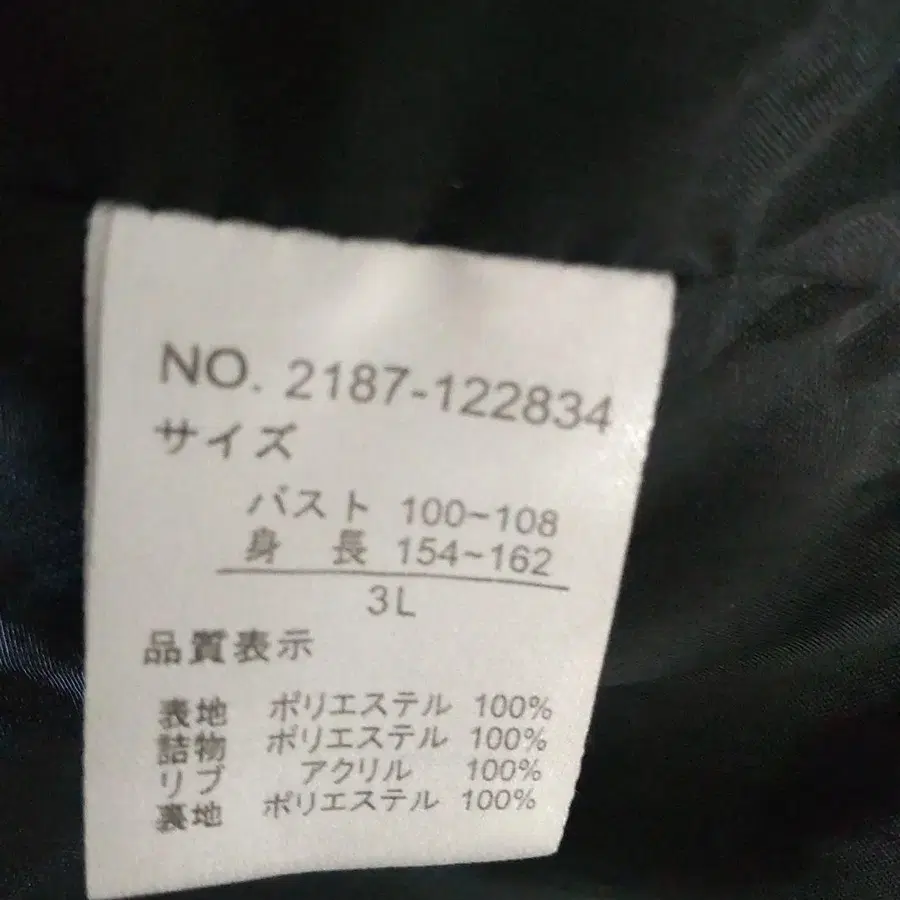 NO. 2187-122834
サイズ
バスト 100~108
身 長 154~162
3L
品質表示
表地 ポリエステル 100%
詰物 ポリエステル 100%
リブ アクリル 100%
裏地 ポリエステル 100%